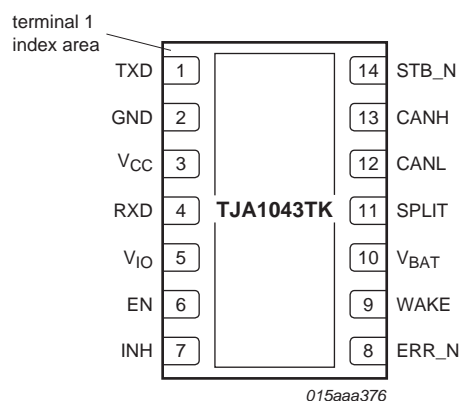 terminal 1
index area
TXD 1 14 STB_N
GND 2 13 CANH
VCC 3 12 CANL
RXD 4 TJA1043TK 11 SPLIT
VIO 5 10 VBAT
EN 6 9 WAKE
INH 7 8 ERR_N
015aaa376